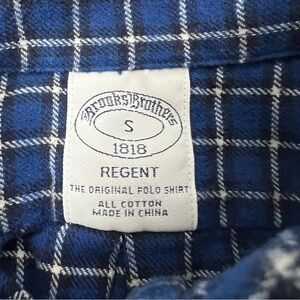 Brooks Brothers
S
1818
REGENT
THE ORIGINAL POLO SHIRT
ALL COTTON
MADE IN CHINA